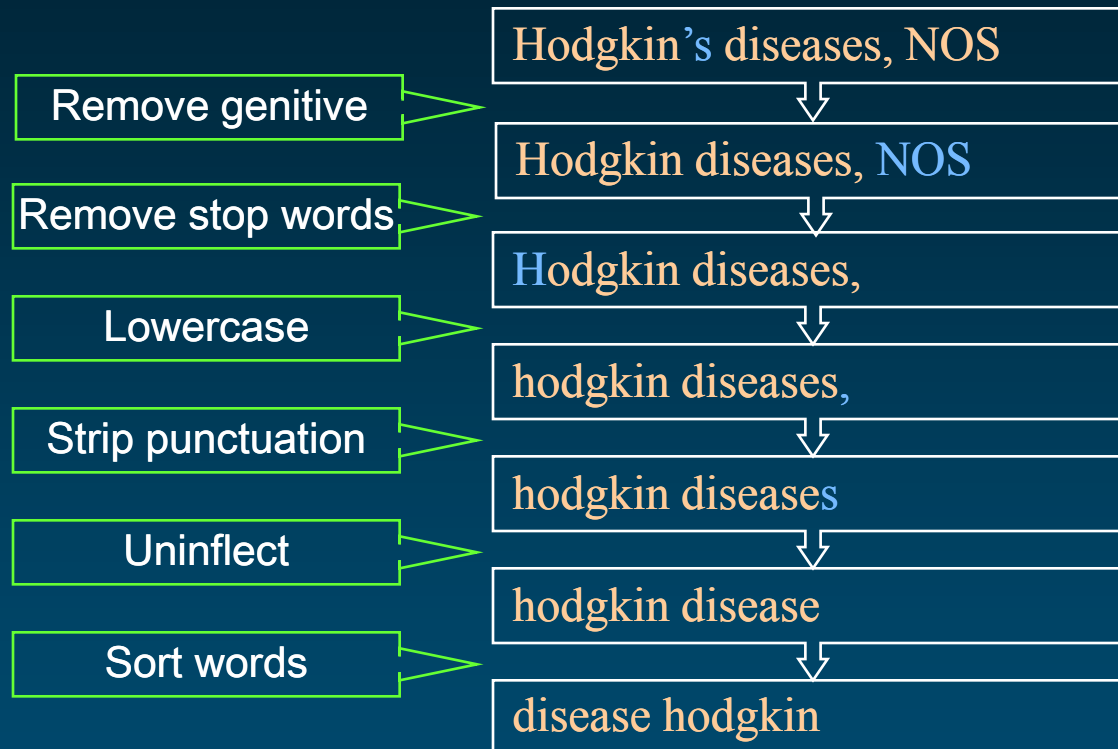 Hodgkin’s diseases, NOS
Remove genitive
Hodgkin diseases, NOS
Remove stop words
Hodgkin diseases,
Lowercase
hodgkin diseases,
Strip punctuation
hodgkin diseases
Uninflect
hodgkin disease
Sort words
disease hodgkin